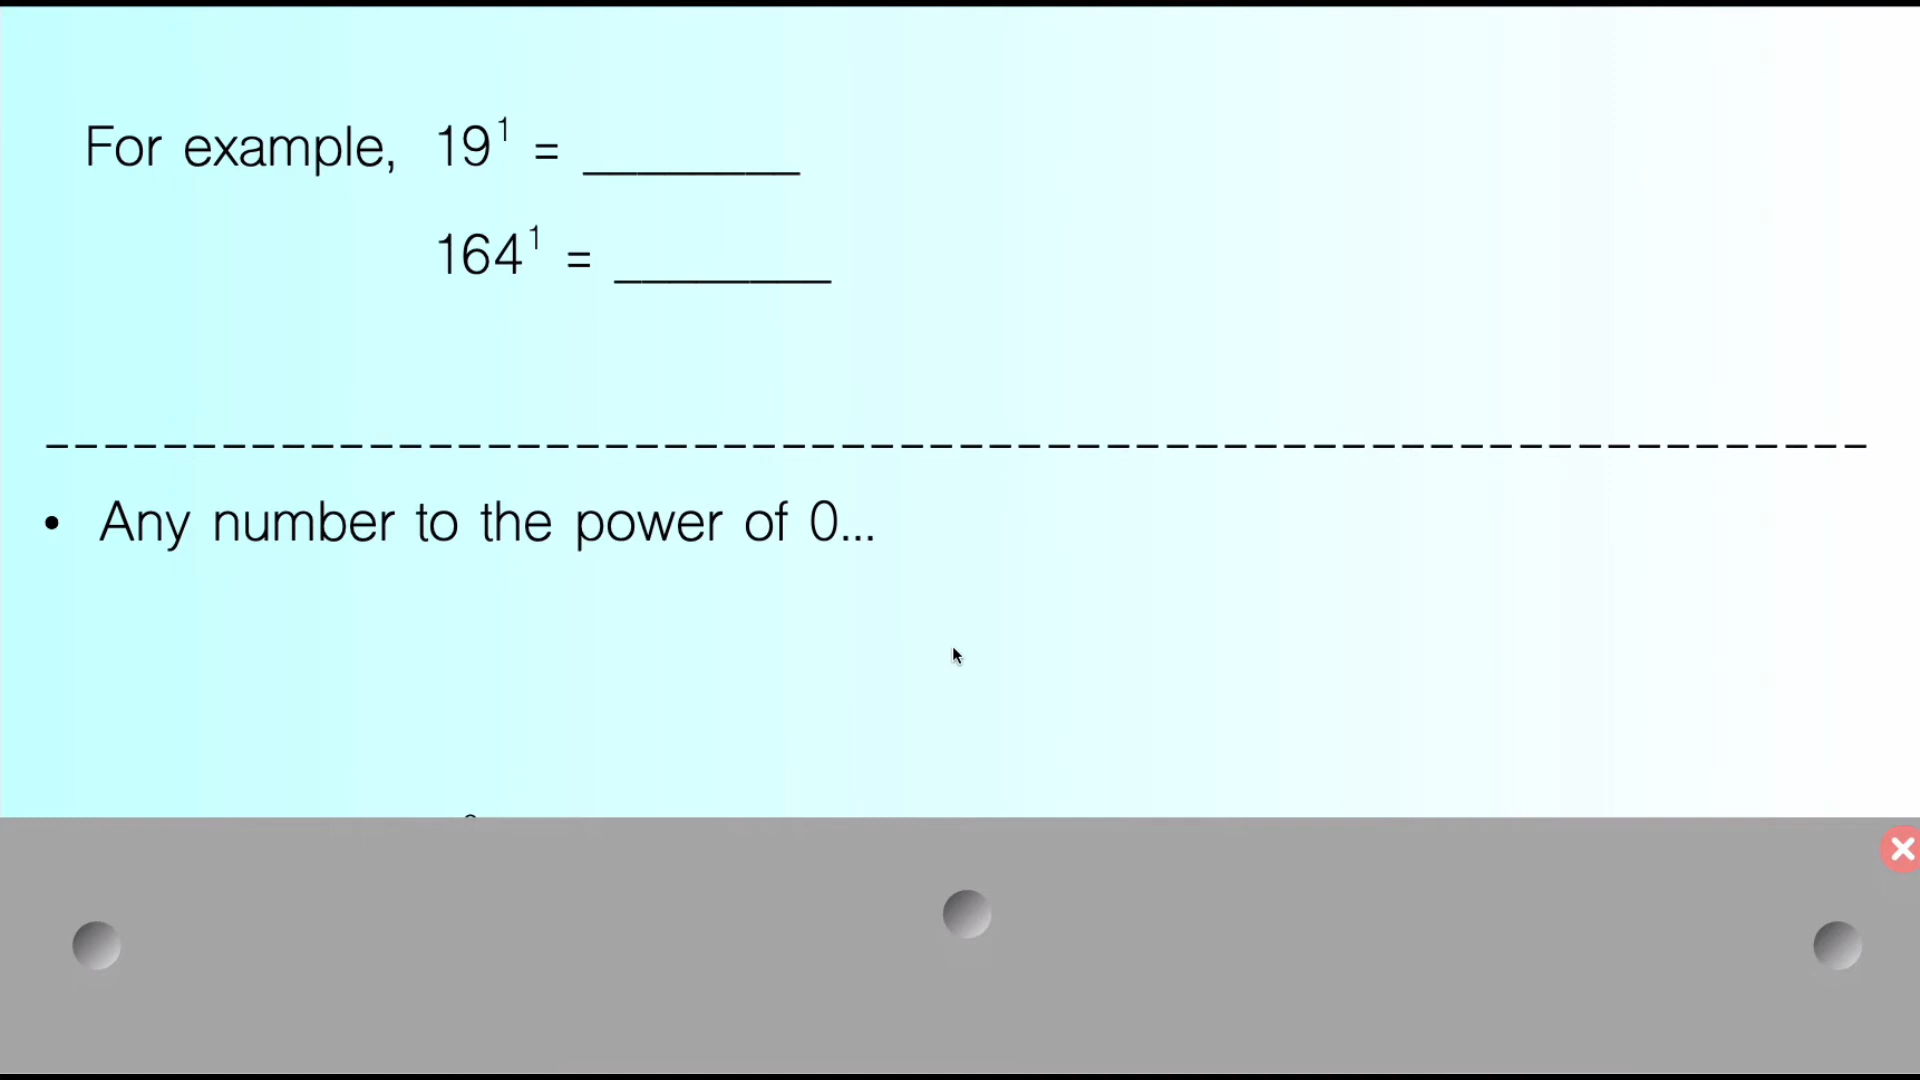 For example, 19¹ = ________
164¹ = ________
• Any number to the power of 0...